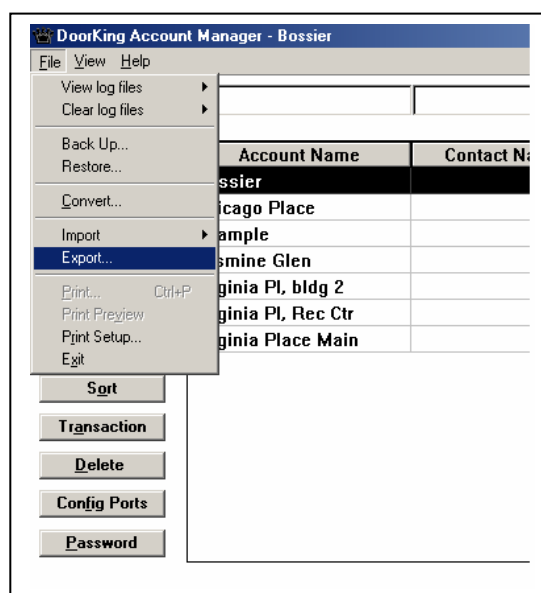 DoorKing Account Manager - Bossier
File View Help
View log files
Clear log files
Back Up...
Restore...
Convert...
Import
Export...
Print... Ctrl+P
Print Preview
Print Setup...
Exit
Account Name Contact Na
ssier
icago Place
ample
smine Glen
ginia Pl, bldg 2
ginia Pl, Rec Ctr
ginia Place Main
Sort
Transaction
Delete
Config Ports
Password